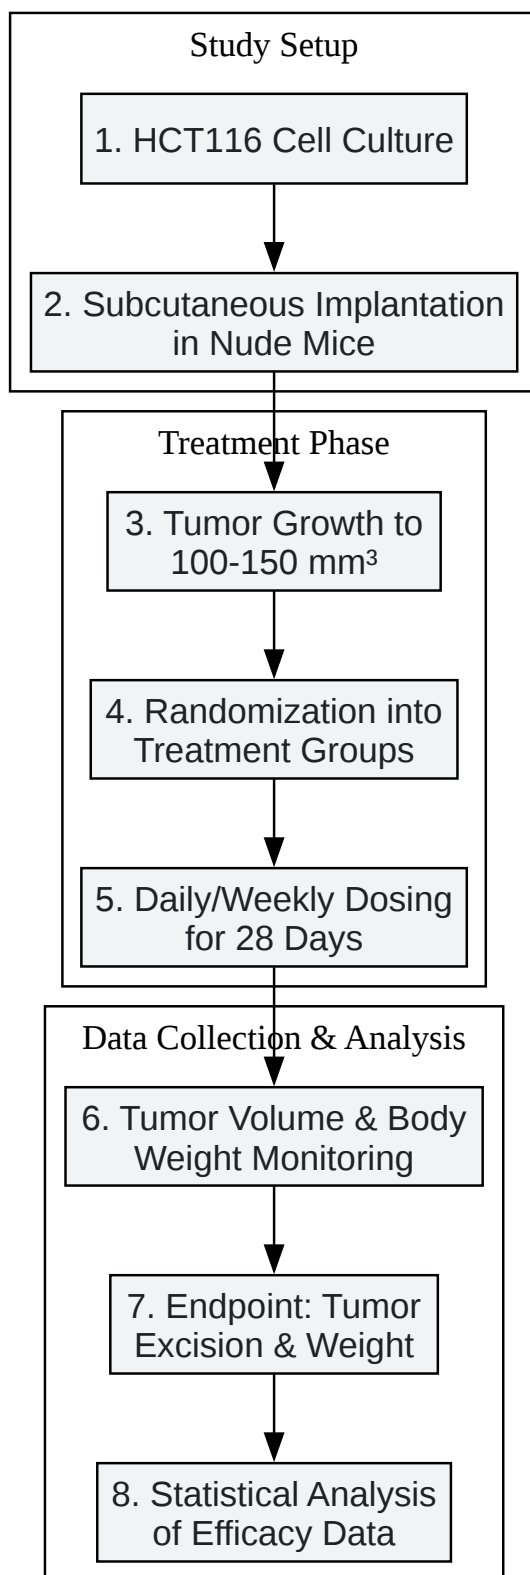 Study Setup
1. HCT116 Cell Culture
2. Subcutaneous Implantation
in Nude Mice
Treatment Phase
3. Tumor Growth to
100-150 mm³
4. Randomization into
Treatment Groups
5. Daily/Weekly Dosing
for 28 Days
Data Collection & Analysis
6. Tumor Volume & Body
Weight Monitoring
7. Endpoint: Tumor
Excision & Weight
8. Statistical Analysis
of Efficacy Data